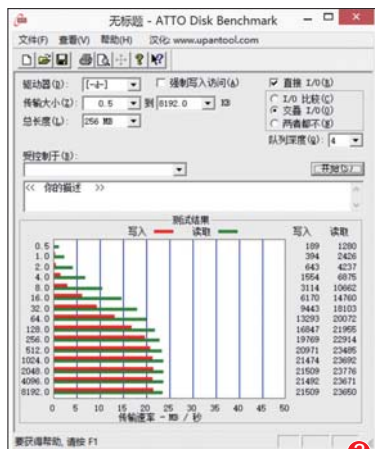 无标题 - ATTO Disk Benchmark
文件(F) 查看(V) 帮助(H) 汉化: www.upantool.com
驱动器(D): [-J-] 强制写入访问(A) 直接 I/O(R)
传输大小(I): 0.5 到 8192.0 KB I/O 比较(C)
交叠 I/O(O)
总长度(L): 256 MB 两者都不(N)
队列深度(Q): 4
受控制于(B):
开始(S)
<< 你的描述 >>
测试结果
写入 读取 写入 读取
0.5 189 1280
1.0 394 2426
2.0 643 4237
4.0 1554 6875
8.0 3114 10662
16.0 6170 14760
32.0 9443 18103
64.0 13293 20072
128.0 16847 21955
256.0 19769 22914
512.0 20971 23485
1024.0 21474 23692
2048.0 21509 23776
4096.0 21492 23671
8192.0 21509 23650
0 5 10 15 20 25 30 35 40 45 50
传输速率 - MB / 秒
要获得帮助, 请按 F1